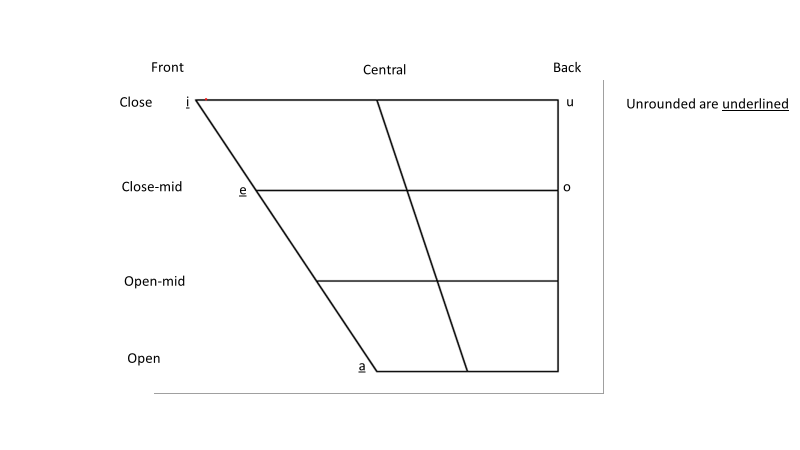 Front Central Back
Close i u Unrounded are underlined
Close-mid e o
Open-mid
Open a